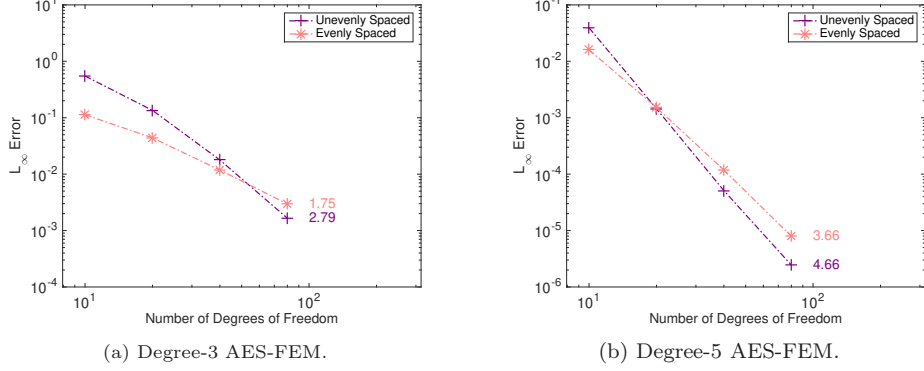 Unevenly Spaced
Evenly Spaced
10^1
10^0
10^-1
10^-2
10^-3
10^-4
L∞ Error
1.75
2.79
10^1
10^2
Number of Degrees of Freedom
(a) Degree-3 AES-FEM.
Unevenly Spaced
Evenly Spaced
10^-1
10^-2
10^-3
10^-4
10^-5
10^-6
L∞ Error
3.66
4.66
10^1
10^2
Number of Degrees of Freedom
(b) Degree-5 AES-FEM.